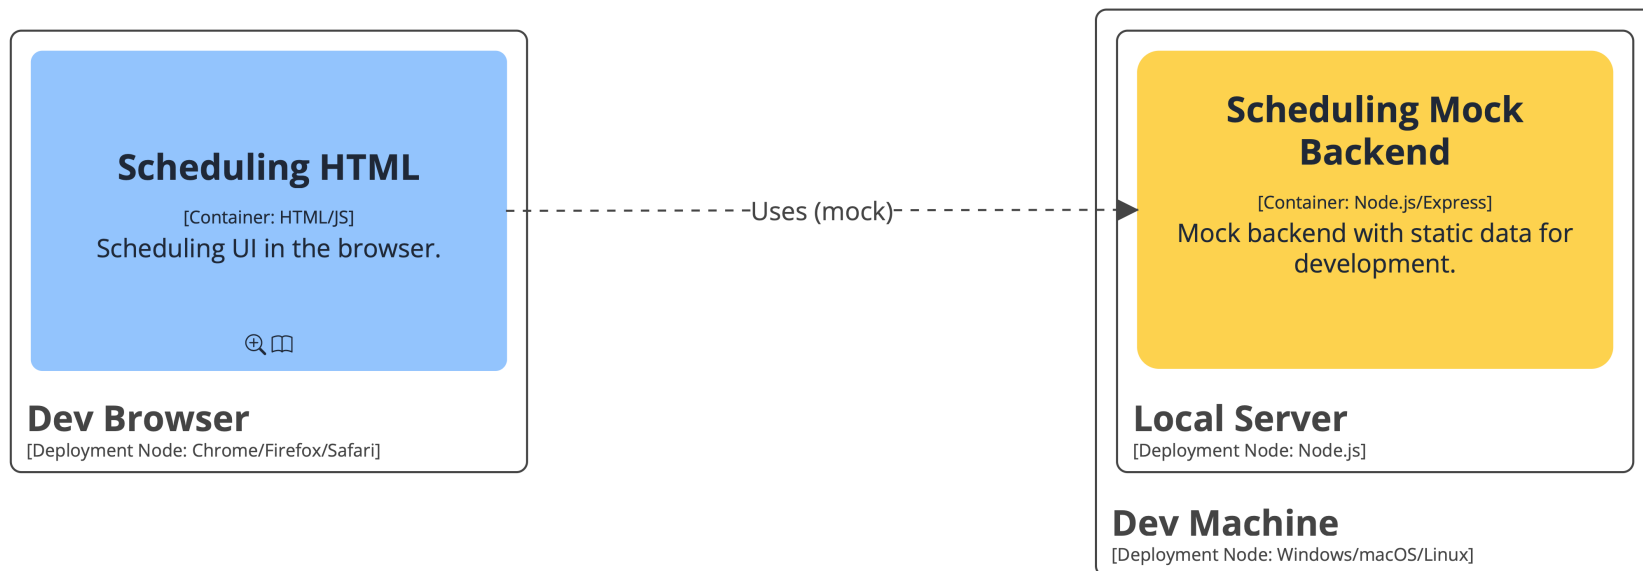 Scheduling HTML
[Container: HTML/JS]
Scheduling UI in the browser.
Dev Browser
[Deployment Node: Chrome/Firefox/Safari]
Uses (mock)
Scheduling Mock
Backend
[Container: Node.js/Express]
Mock backend with static data for
development.
Local Server
[Deployment Node: Node.js]
Dev Machine
[Deployment Node: Windows/macOS/Linux]